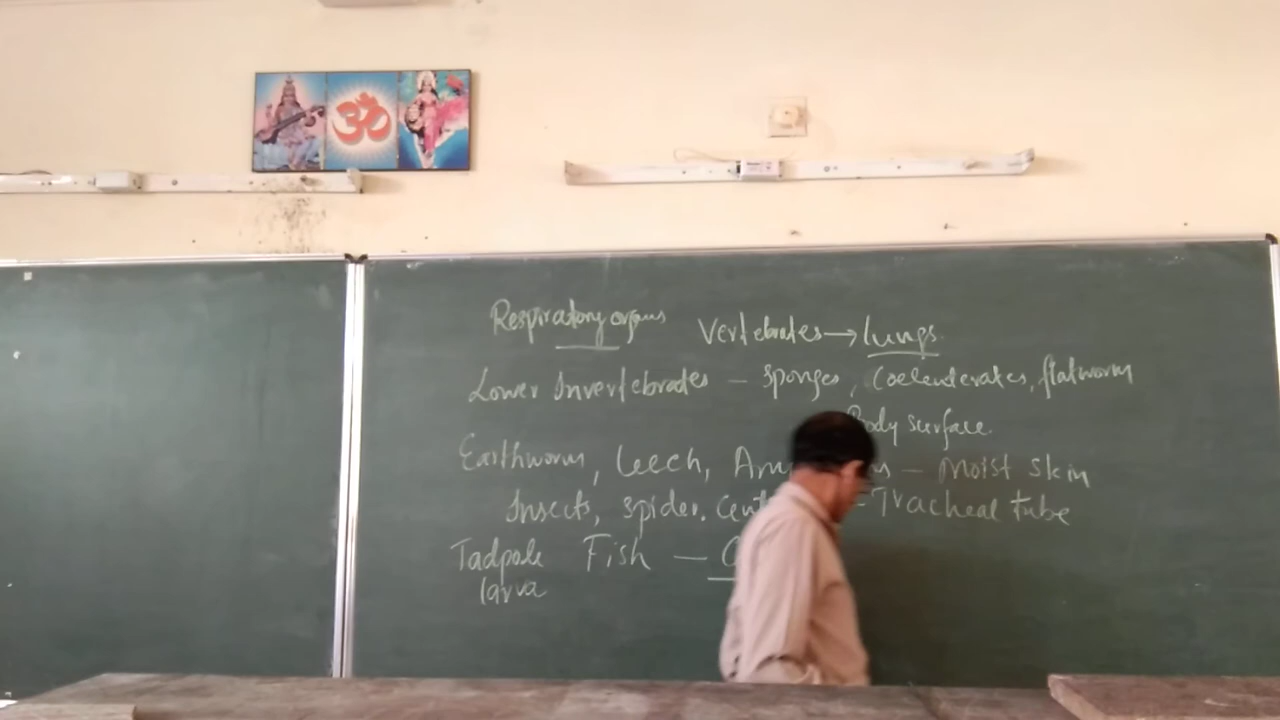 ॐ
Respiratory organs Vertebrates → lungs
Lower Invertebrates – sponges, Coelenterates, flatworm
Body surface.
Earthworm, Leech, – Moist skin
Insects, spider, – Tracheal tube
Tadpole larva Fish –